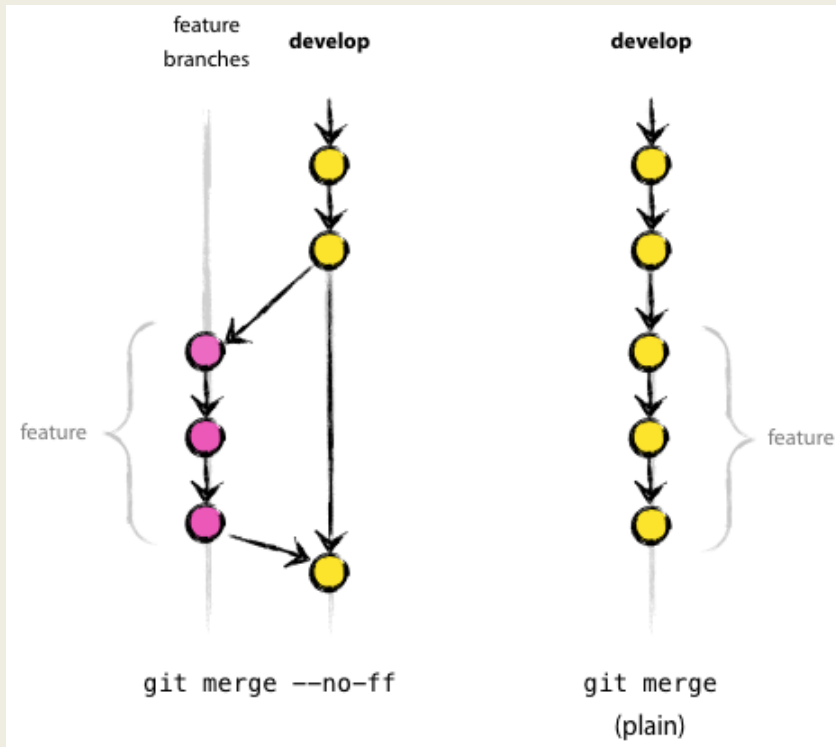 feature
branches
develop
develop
feature
feature
git merge --no-ff
git merge
(plain)